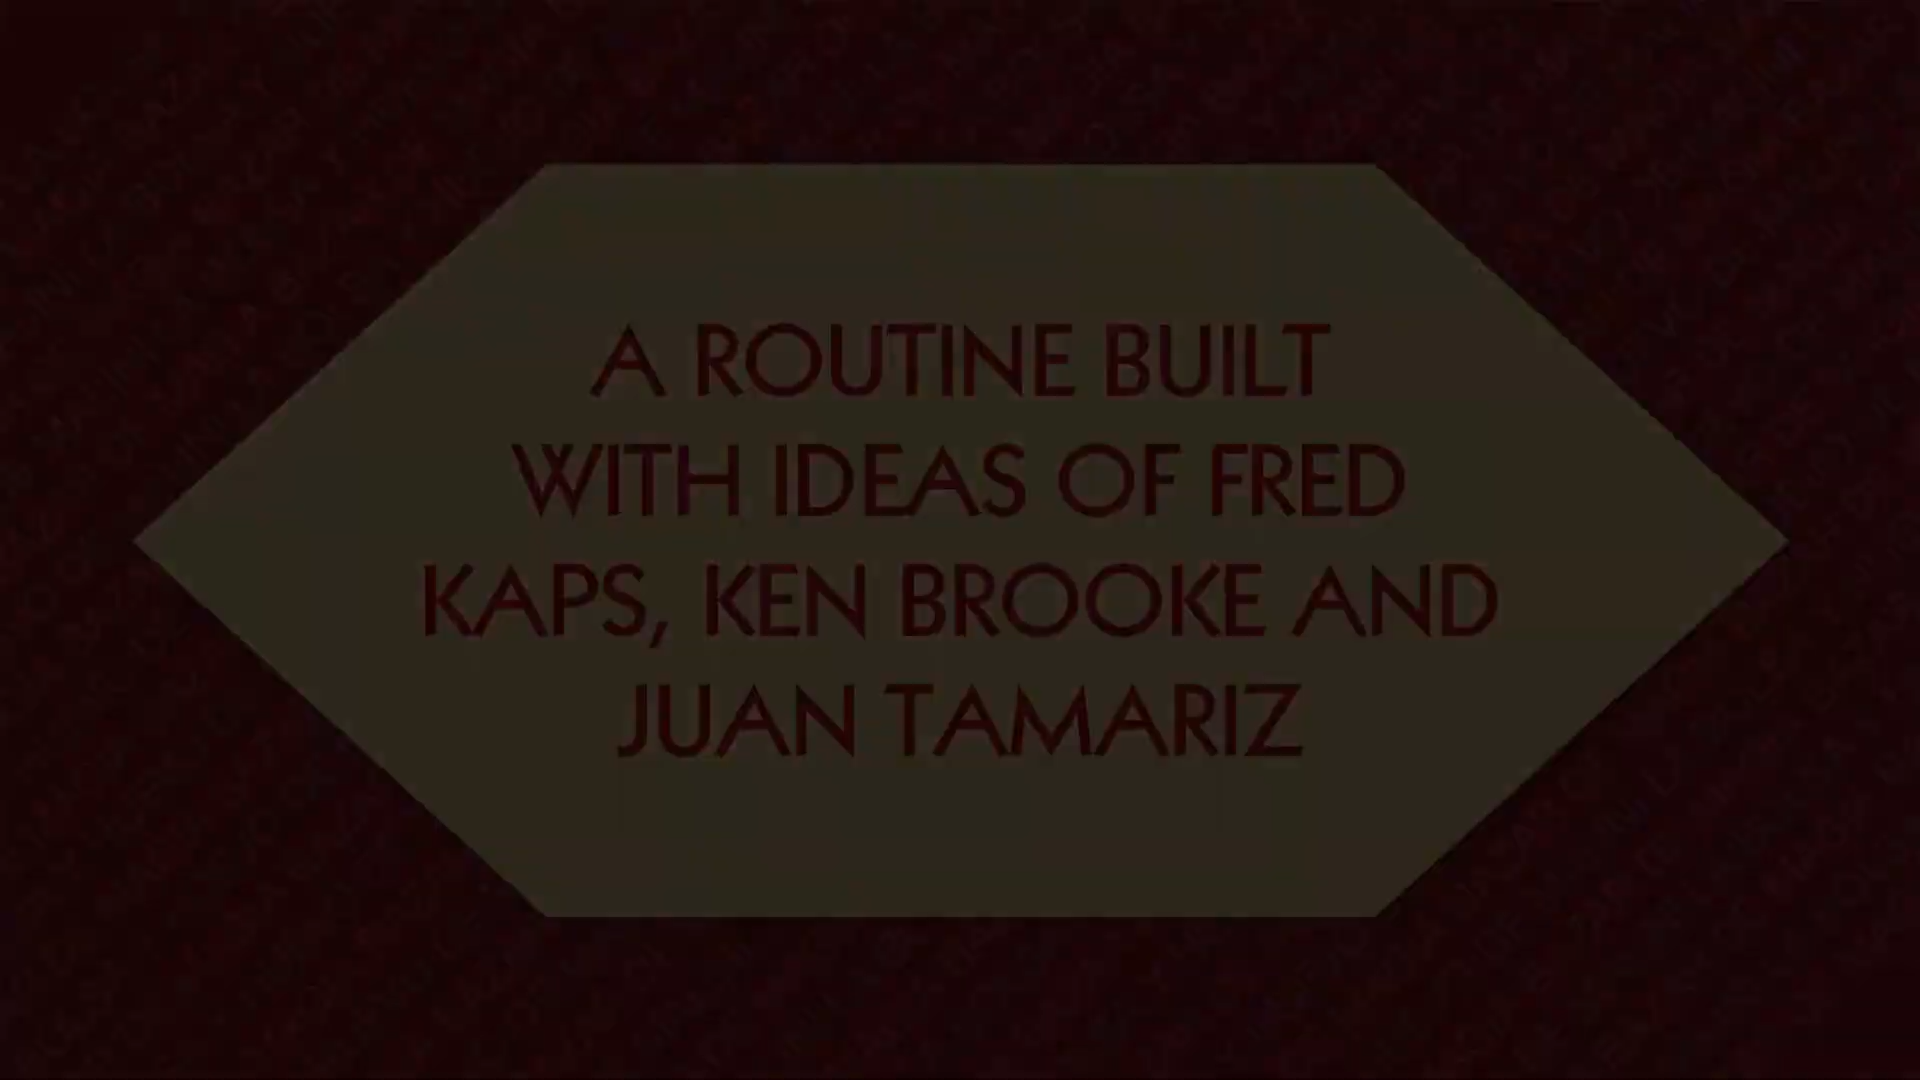 A ROUTINE BUILT
WITH IDEAS OF FRED
KAPS, KEN BROOKE AND
JUAN TAMARIZ